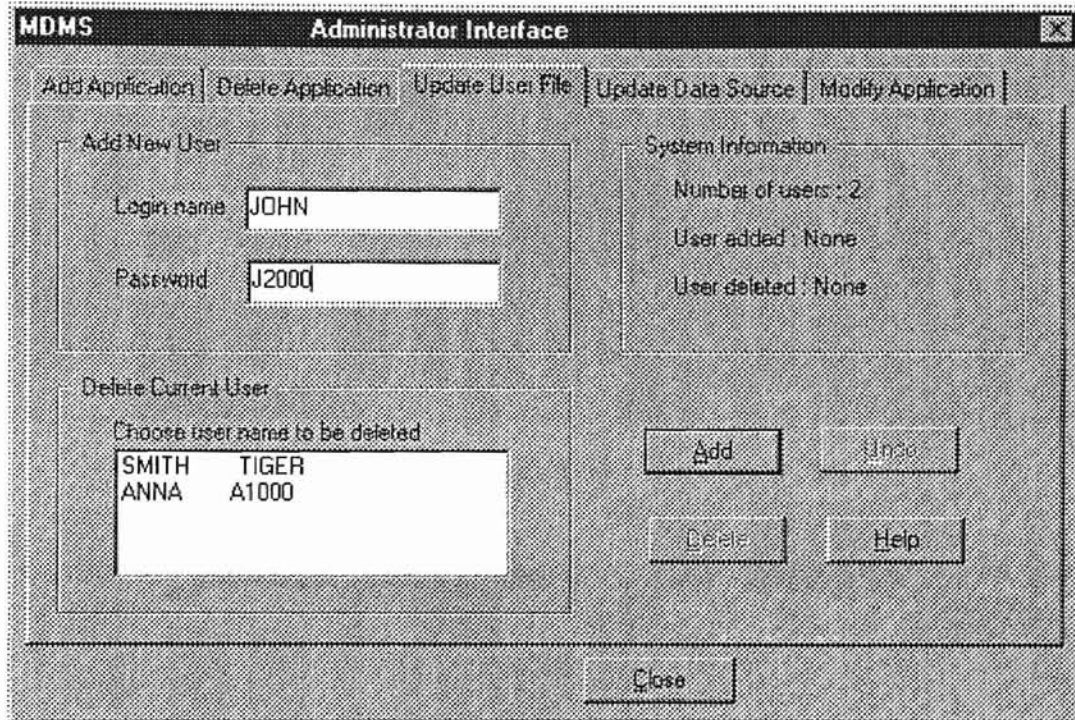 MDMS Administrator Interface
Add Application Delete Application Update User File Update Data Source Modify Application
Add New User
Login name JOHN
Password J2000
System Information
Number of users : 2
User added : None
User deleted : None
Delete Current User
Choose user name to be deleted
SMITH TIGER
ANNA A1000
Add Undo
Delete Help
Close